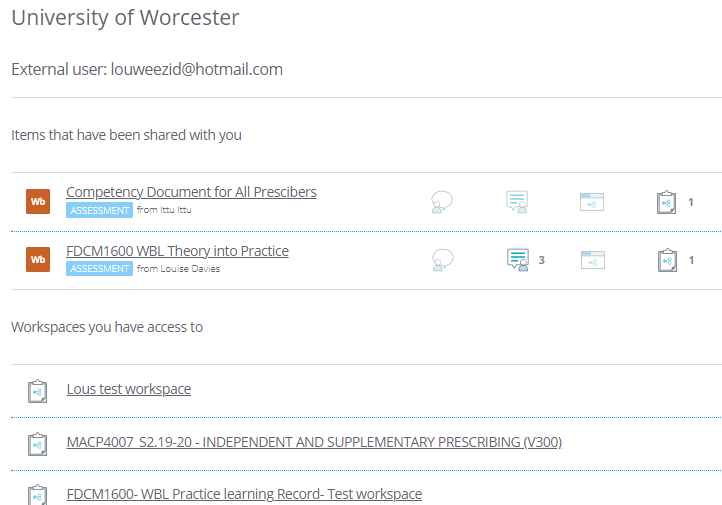 University of Worcester
External user: louweezid@hotmail.com
Items that have been shared with you
Wb
Competency Document for All Prescibers
ASSESSMENT from Ittu Ittu
1
Wb
FDCM1600 WBL Theory into Practice
ASSESSMENT from Louise Davies
3
1
Workspaces you have access to
Lous test workspace
MACP4007_S2.19-20 - INDEPENDENT AND SUPPLEMENTARY PRESCRIBING (V300)
FDCM1600- WBL Practice learning Record- Test workspace